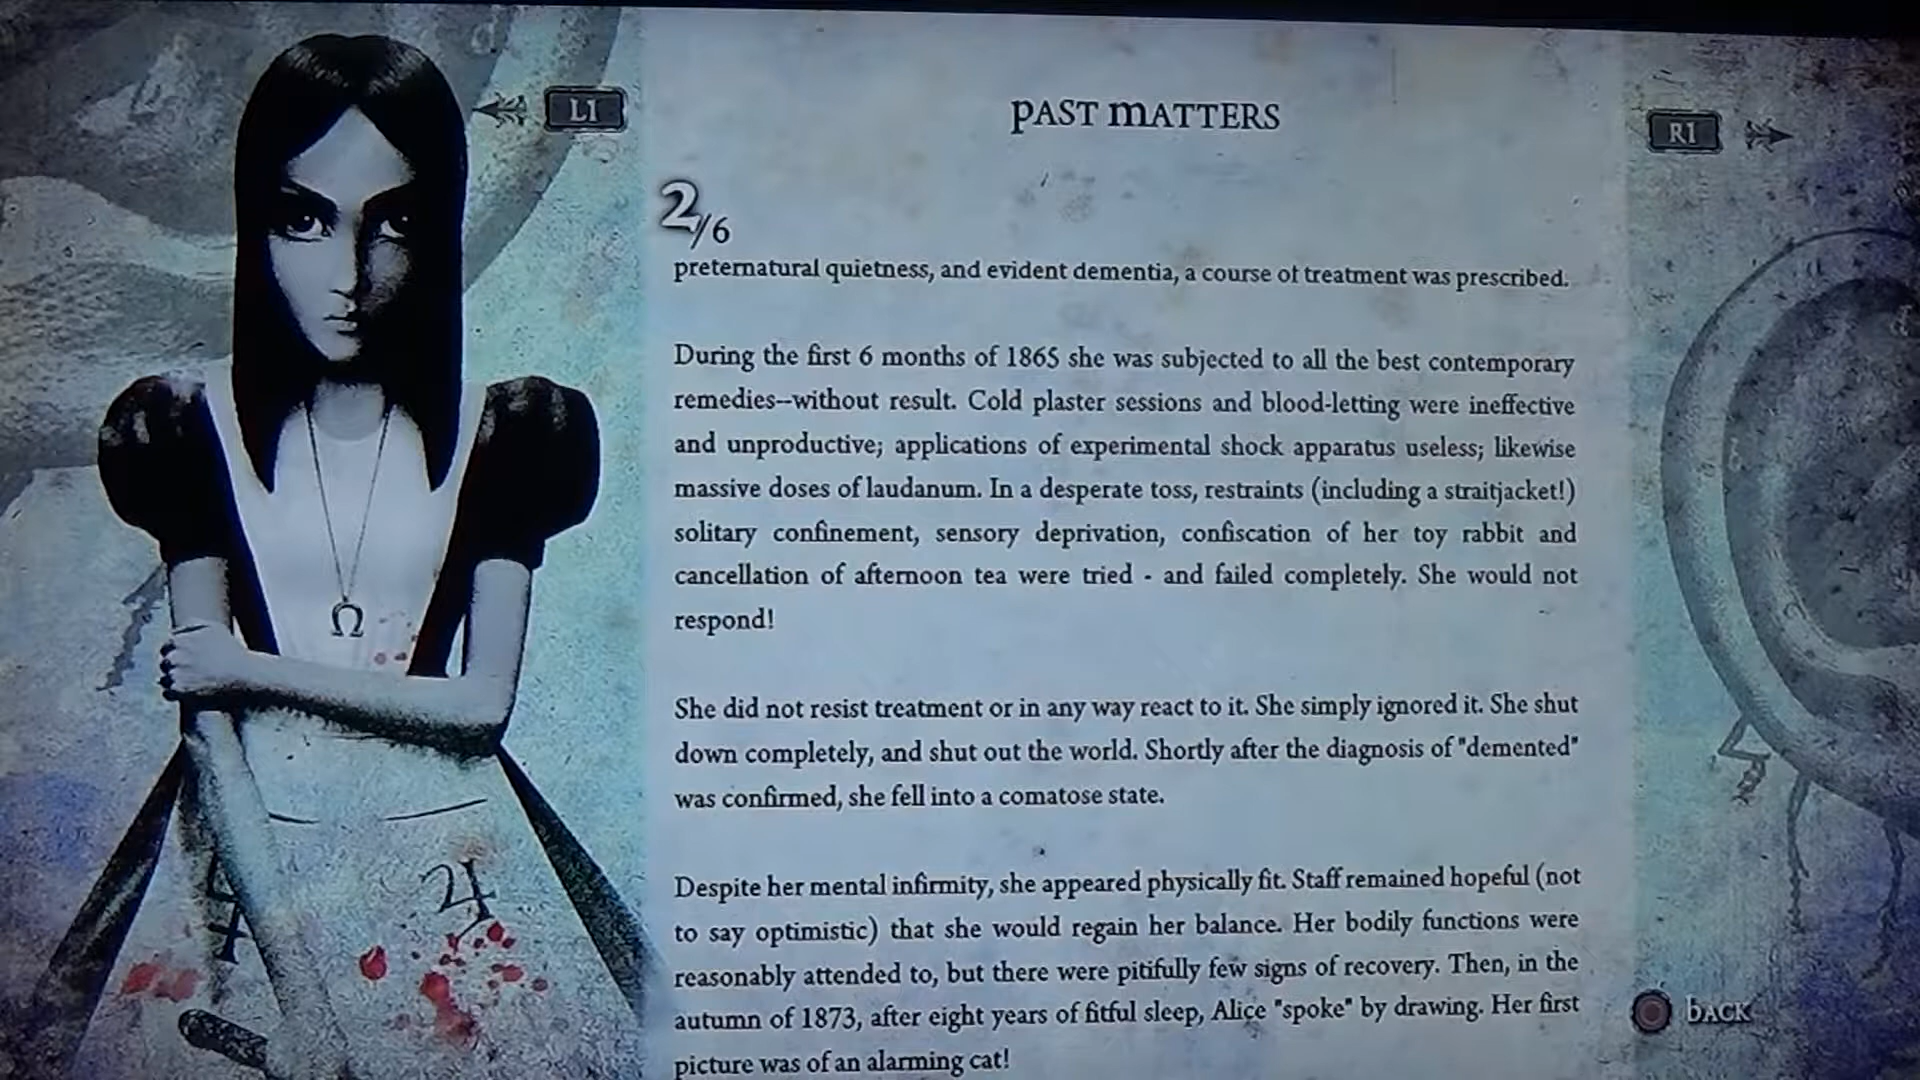 L1
PAST MATTERS
R1
2/6
preternatural quietness, and evident dementia, a course of treatment was prescribed.
During the first 6 months of 1865 she was subjected to all the best contemporary
remedies--without result. Cold plaster sessions and blood-letting were ineffective
and unproductive; applications of experimental shock apparatus useless; likewise
massive doses of laudanum. In a desperate toss, restraints (including a straitjacket!)
solitary confinement, sensory deprivation, confiscation of her toy rabbit and
cancellation of afternoon tea were tried - and failed completely. She would not
respond!
She did not resist treatment or in any way react to it. She simply ignored it. She shut
down completely, and shut out the world. Shortly after the diagnosis of "demented"
was confirmed, she fell into a comatose state.
Despite her mental infirmity, she appeared physically fit. Staff remained hopeful (not
to say optimistic) that she would regain her balance. Her bodily functions were
reasonably attended to, but there were pitifully few signs of recovery. Then, in the
autumn of 1873, after eight years of fitful sleep, Alice "spoke" by drawing. Her first
picture was of an alarming cat!
BACK